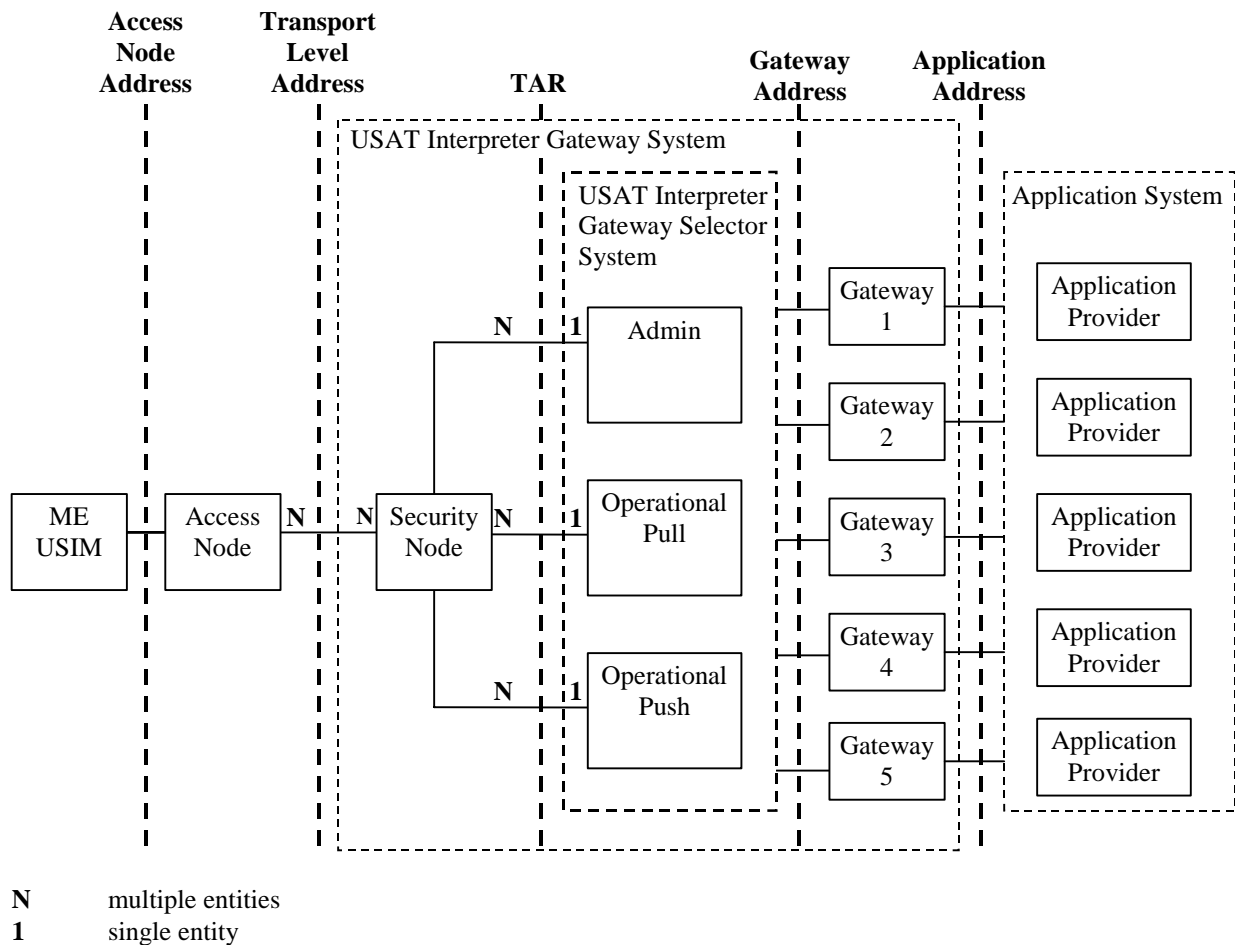 Access
Node
Address
Transport
Level
Address
TAR
Gateway
Address
Application
Address
USAT Interpreter Gateway System
USAT Interpreter
Gateway Selector
System
Application System
Admin
Operational
Pull
Operational
Push
N
1
N
1
N
1
ME
USIM
Access
Node
N
N
Security
Node
Gateway
1
Gateway
2
Gateway
3
Gateway
4
Gateway
5
Application
Provider
Application
Provider
Application
Provider
Application
Provider
Application
Provider
N multiple entities
1 single entity